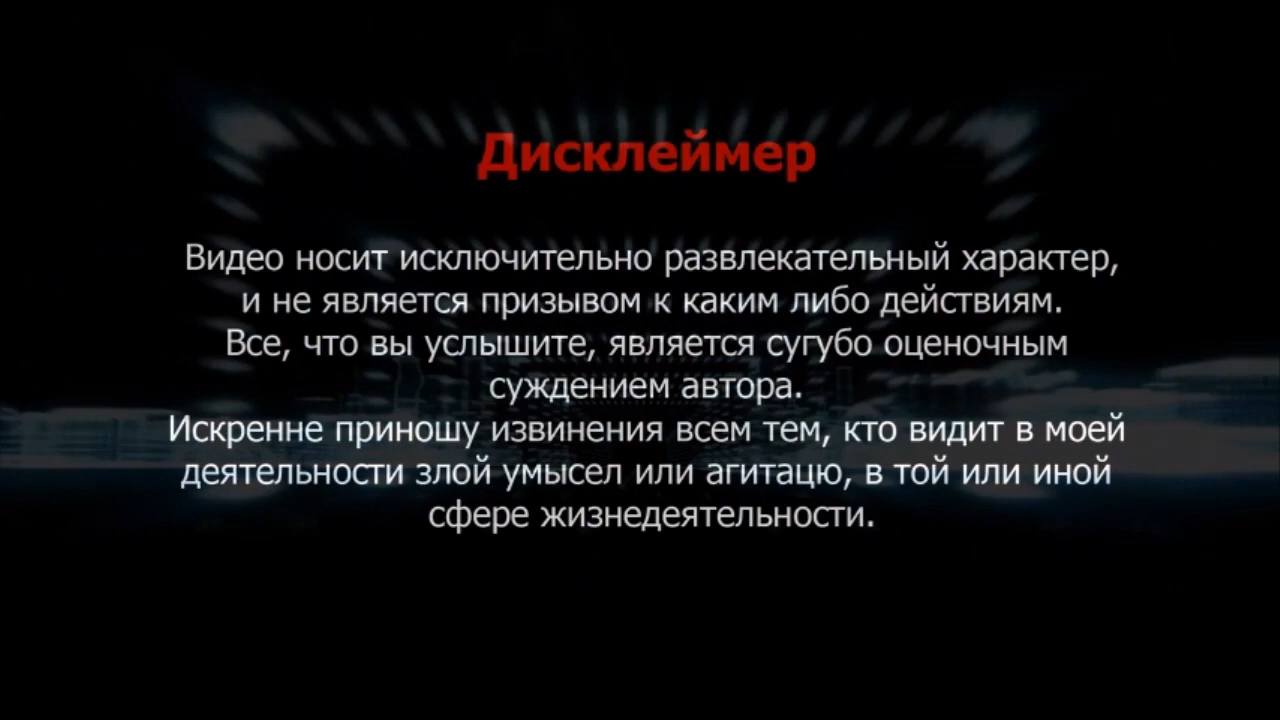 Дисклеймер
Видео носит исключительно развлекательный характер,
и не является призывом к каким либо действиям.
Все, что вы услышите, является сугубо оценочным
суждением автора.
Искренне приношу извинения всем тем, кто видит в моей
деятельности злой умысел или агитацю, в той или иной
сфере жизнедеятельности.